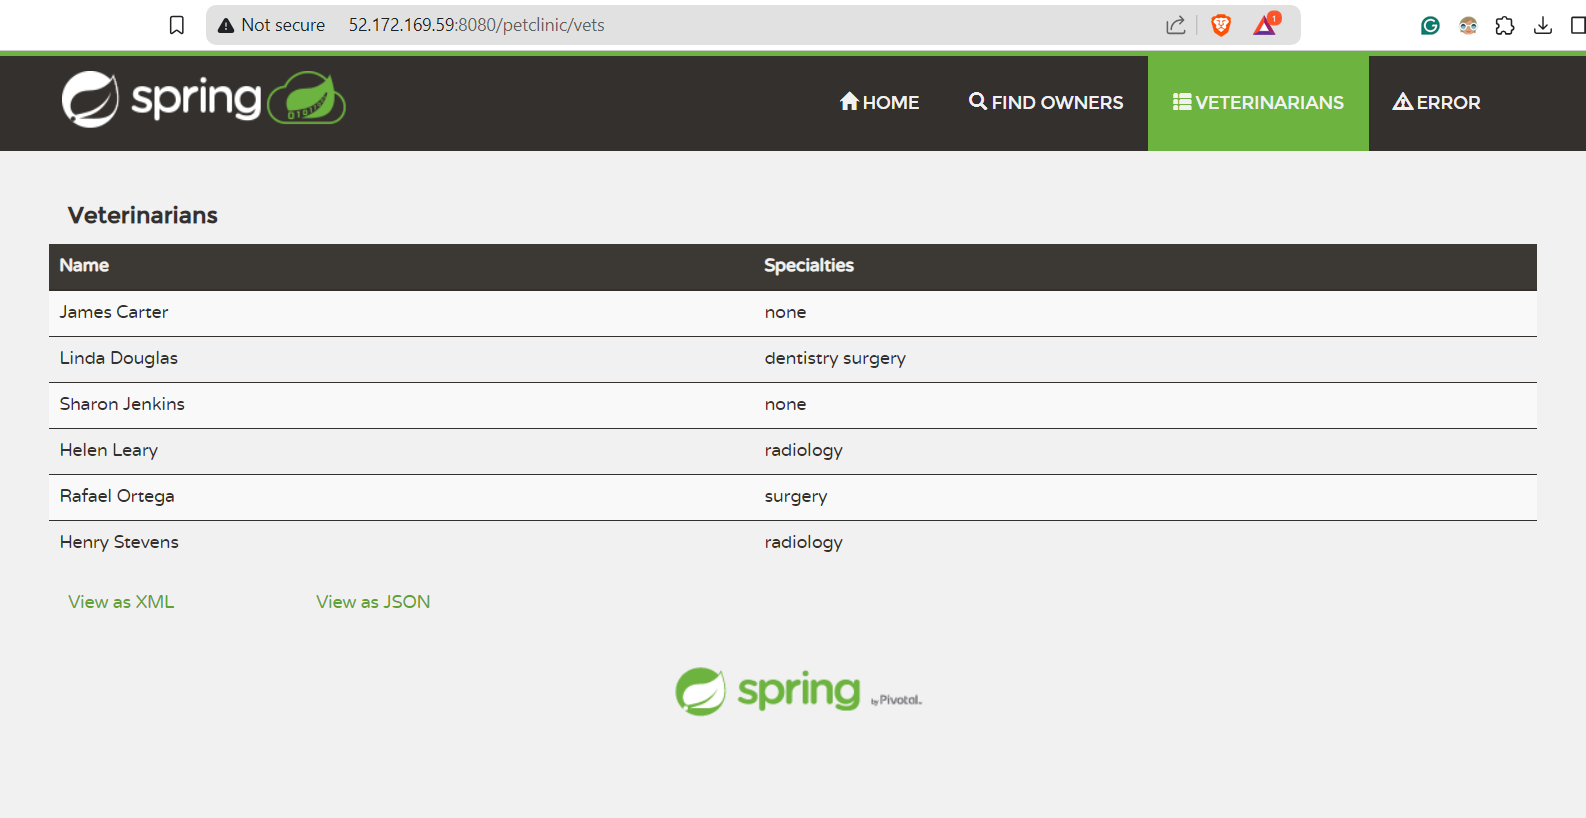 Not secure 52.172.169.59:8080/petclinic/vets 1
spring
HOME FIND OWNERS VETERINARIANS ERROR
Veterinarians
Name Specialties
James Carter none
Linda Douglas dentistry surgery
Sharon Jenkins none
Helen Leary radiology
Rafael Ortega surgery
Henry Stevens radiology
View as XML View as JSON
spring by Pivotal.